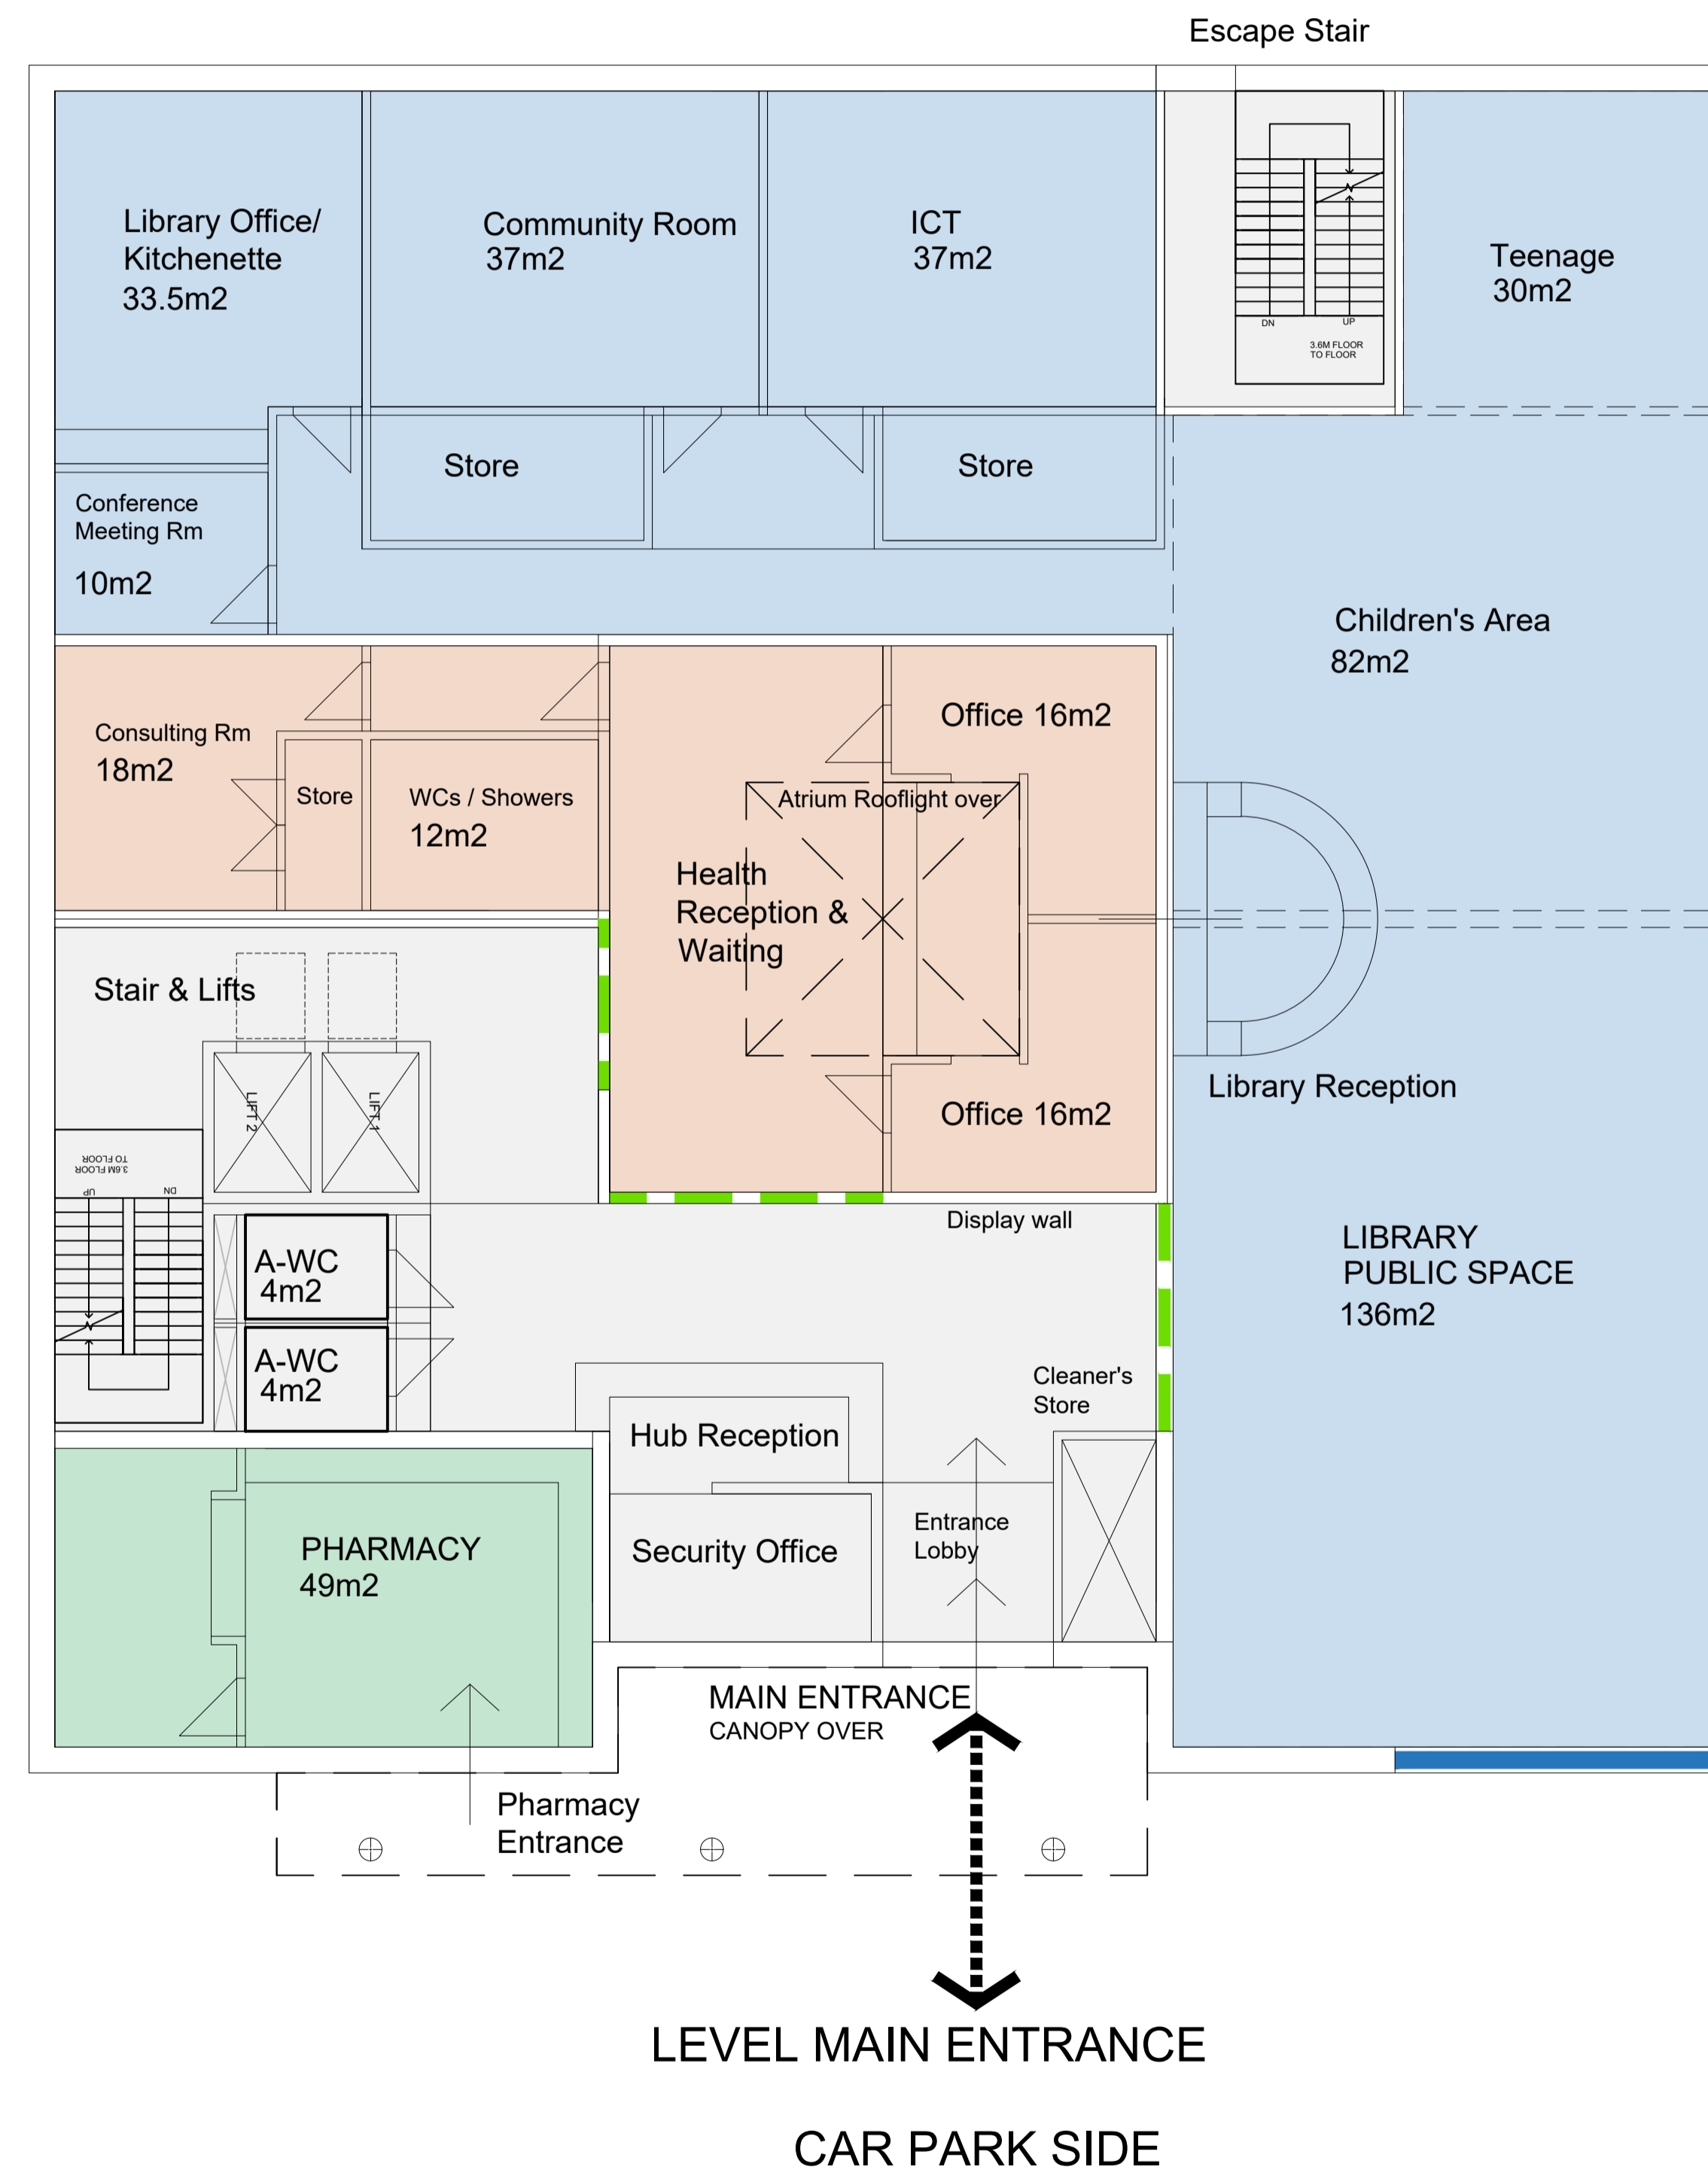 Escape Stair
Library Office/
Kitchenette
33.5m2
Community Room
37m2
ICT
37m2
DN
UP
3.6M FLOOR
TO FLOOR
Teenage
30m2
Store
Store
Conference
Meeting Rm
10m2
Children's Area
82m2
Consulting Rm
18m2
Store
WCs / Showers
12m2
Office 16m2
Atrium Rooflight over
Health
Reception &
Waiting
Stair & Lifts
LIFT 2
LIFT 1
Office 16m2
Library Reception
3.6M FLOOR
TO FLOOR
UP
DN
Display wall
A-WC
4m2
A-WC
4m2
LIBRARY
PUBLIC SPACE
136m2
Cleaner's
Store
Hub Reception
Security Office
Entrance
Lobby
PHARMACY
49m2
MAIN ENTRANCE
CANOPY OVER
Pharmacy
Entrance
LEVEL MAIN ENTRANCE
CAR PARK SIDE